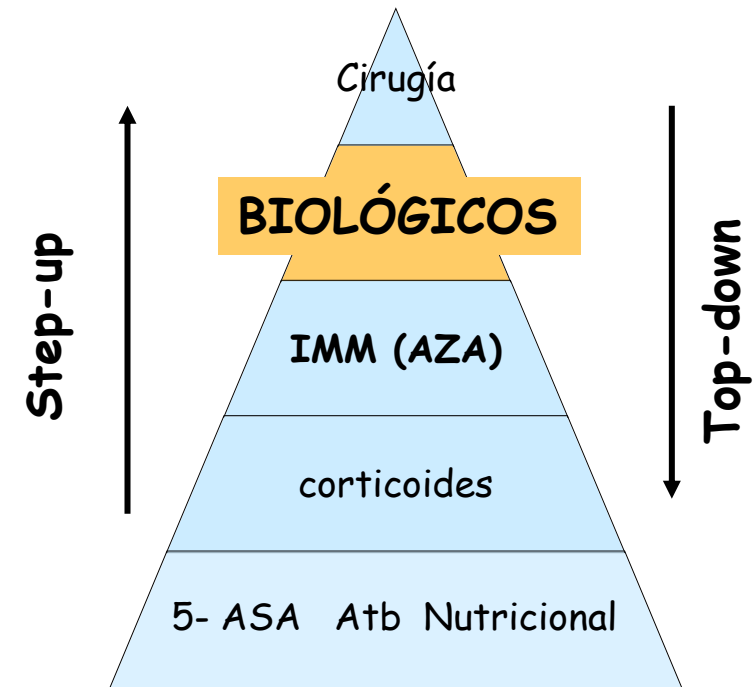 Cirugía
BIOLÓGICOS
IMM (AZA)
corticoides
5- ASA Atb Nutricional
Step-up
Top-down